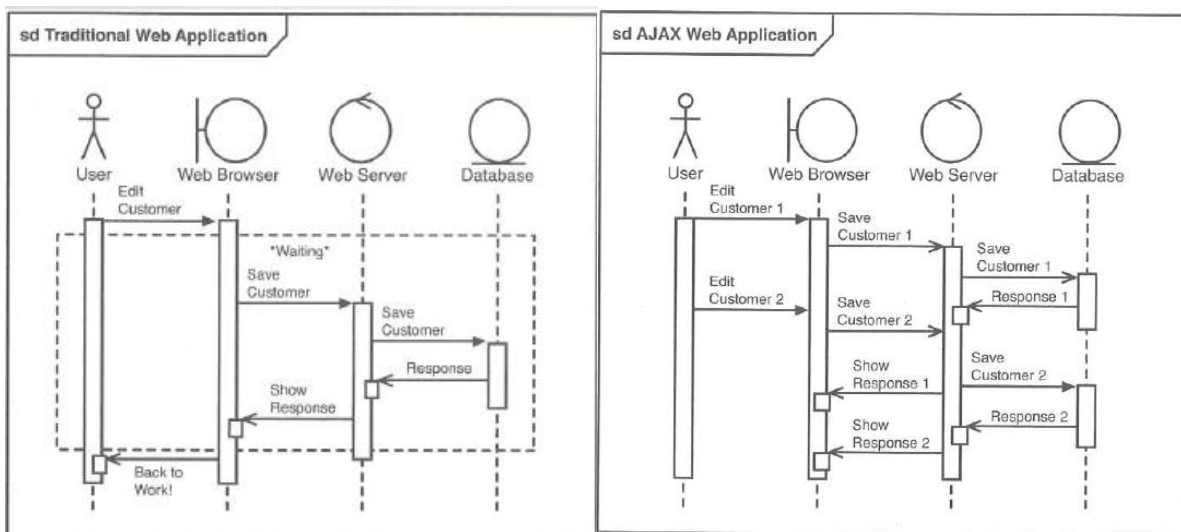 sd Traditional Web Application
User
Web Browser
Web Server
Database
Edit
Customer
*Waiting*
Save
Customer
Save
Customer
Response
Show
Response
Back to
Work!
sd AJAX Web Application
User
Web Browser
Web Server
Database
Edit
Customer 1
Save
Customer 1
Save
Customer 1
Edit
Customer 2
Response 1
Save
Customer 2
Show
Response 1
Save
Customer 2
Show
Response 2
Response 2